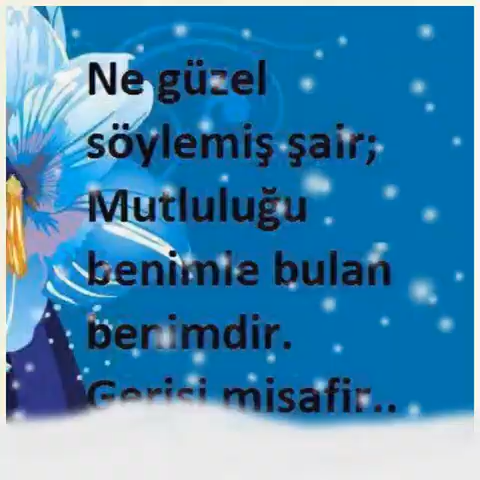 Ne güzel
söylemiş şair;
Mutluluğu
benimle bulan
benimdir.
Gerisi misafir..